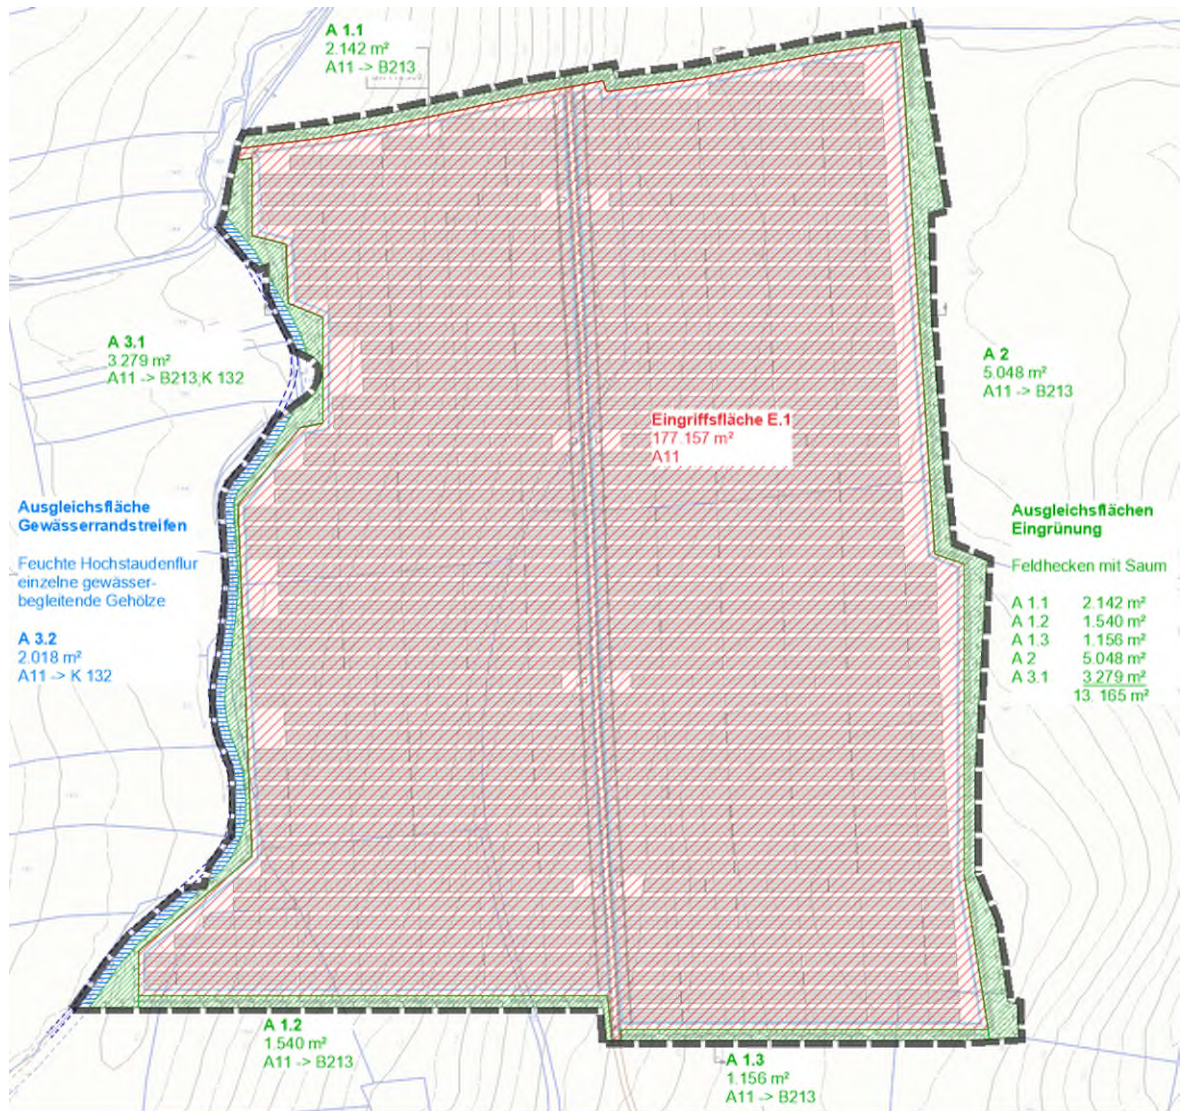 A 1.1
2.142 m²
A11 -> B213
A 3.1
3.279 m²
A11 -> B213,K 132
A 2
5.048 m²
A11 -> B213
Eingriffsfläche E.1
177.157 m²
A11
Ausgleichsfläche
Gewässerrandstreifen
Feuchte Hochstaudenflur
einzelne gewässer-
begleitende Gehölze
A 3.2
2.018 m²
A11 -> K 132
Ausgleichsflächen
Eingrünung
Feldhecken mit Saum
A 1.1 2.142 m²
A 1.2 1.540 m²
A 1.3 1.156 m²
A 2 5.048 m²
A 3.1 3.279 m²
13. 165 m²
A 1.2
1.540 m²
A11 -> B213
A 1.3
1.156 m²
A11 -> B213